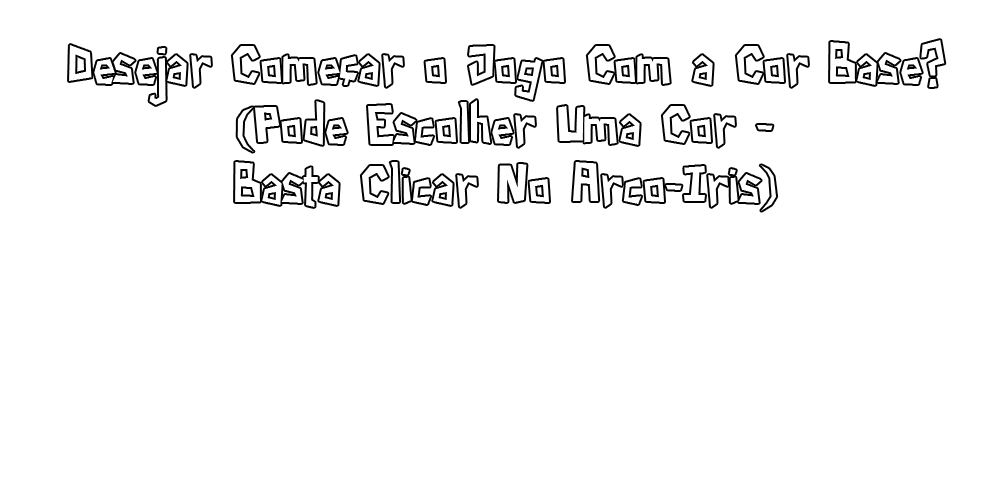 Desejar Começar o Jogo Com a Cor Base?
(Pode Escolher Uma Cor -
Basta Clicar No Arco-Iris)